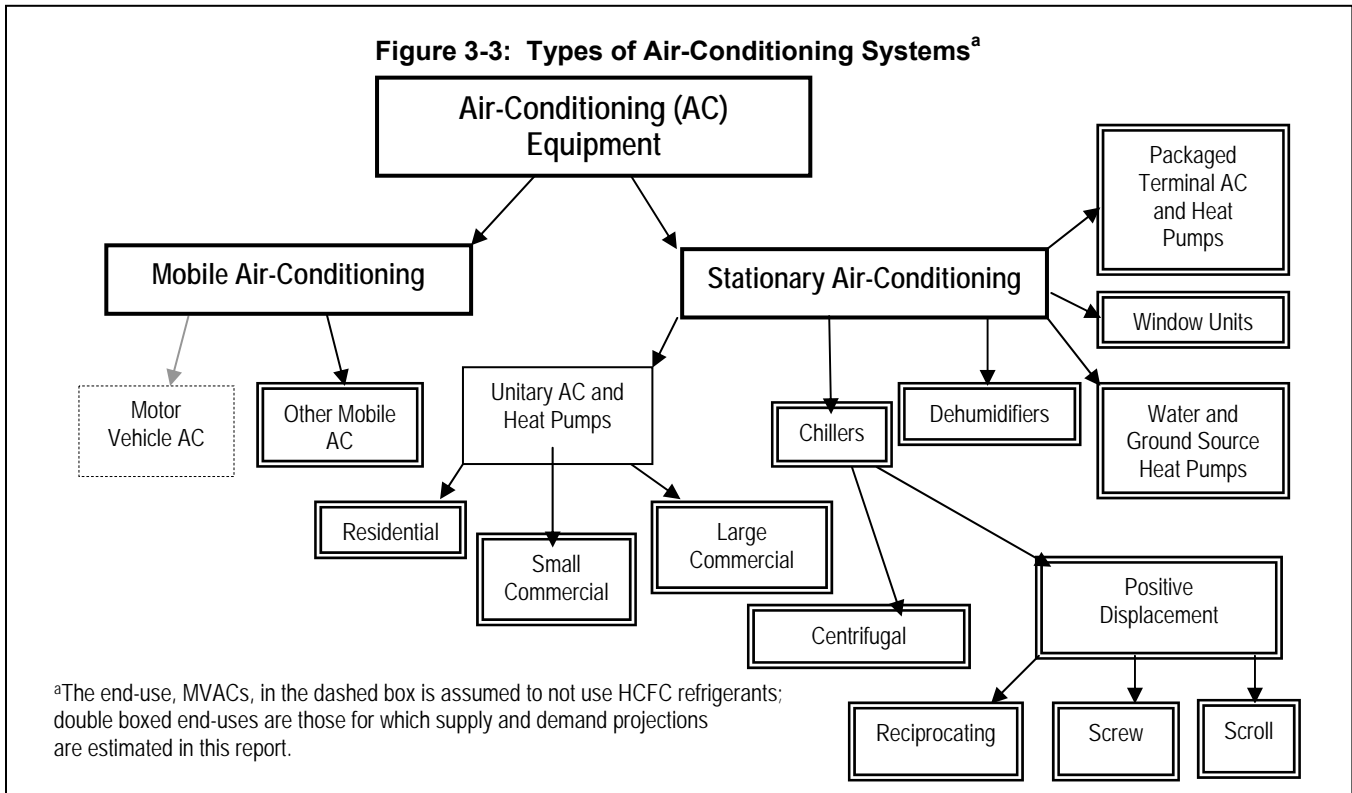 Figure 3-3: Types of Air-Conditioning Systemsa
Air-Conditioning (AC)
Equipment
Mobile Air-Conditioning
Stationary Air-Conditioning
Packaged
Terminal AC
and Heat
Pumps
Window Units
Water and
Ground Source
Heat Pumps
Motor
Vehicle AC
Other Mobile
AC
Unitary AC and
Heat Pumps
Chillers
Dehumidifiers
Residential
Small
Commercial
Large
Commercial
Centrifugal
Positive
Displacement
Reciprocating
Screw
Scroll
aThe end-use, MVACs, in the dashed box is assumed to not use HCFC refrigerants;
double boxed end-uses are those for which supply and demand projections
are estimated in this report.